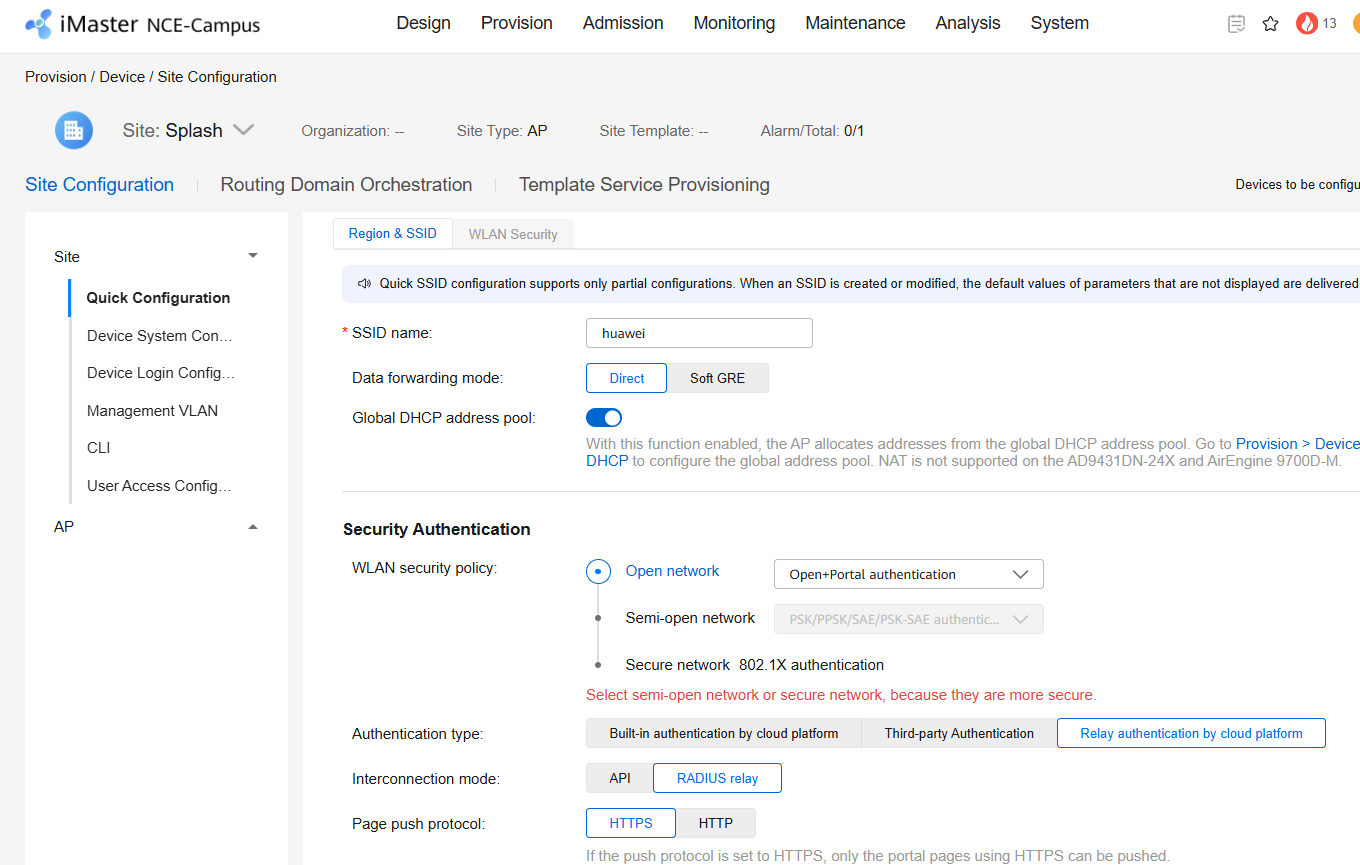 iMaster NCE-Campus Design Provision Admission Monitoring Maintenance Analysis System 13
Provision / Device / Site Configuration
Site: Splash Organization: -- Site Type: AP Site Template: -- Alarm/Total: 0/1
Site Configuration Routing Domain Orchestration Template Service Provisioning Devices to be configu
Region & SSID WLAN Security
Site
Quick Configuration
Device System Con...
Device Login Config...
Management VLAN
CLI
User Access Config...
AP
Quick SSID configuration supports only partial configurations. When an SSID is created or modified, the default values of parameters that are not displayed are delivered
* SSID name: huawei
Data forwarding mode: Direct Soft GRE
Global DHCP address pool:
With this function enabled, the AP allocates addresses from the global DHCP address pool. Go to Provision > Device
DHCP to configure the global address pool. NAT is not supported on the AD9431DN-24X and AirEngine 9700D-M.
Security Authentication
WLAN security policy: Open network Open+Portal authentication
Semi-open network PSK/PPSK/SAE/PSK-SAE authentic...
Secure network 802.1X authentication
Select semi-open network or secure network, because they are more secure.
Authentication type: Built-in authentication by cloud platform Third-party Authentication Relay authentication by cloud platform
Interconnection mode: API RADIUS relay
Page push protocol: HTTPS HTTP
If the push protocol is set to HTTPS, only the portal pages using HTTPS can be pushed.